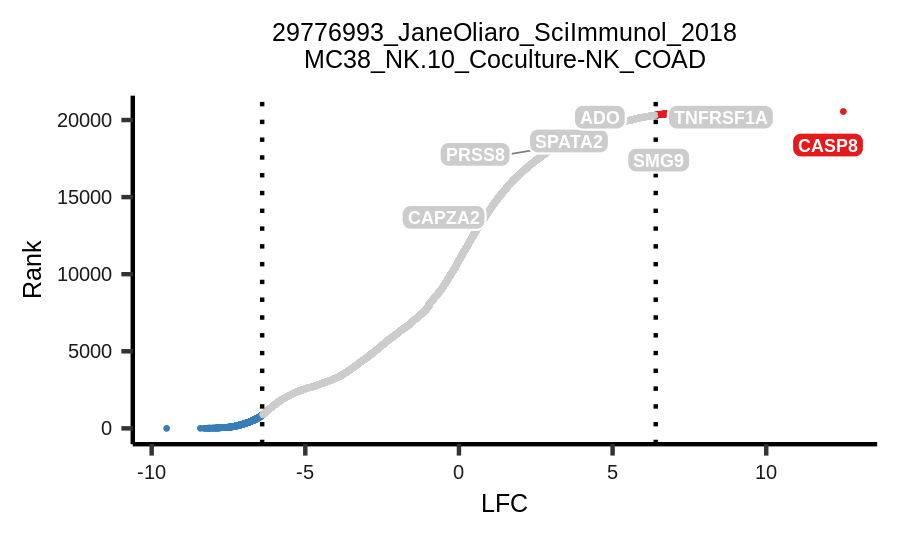 29776993_JaneOliaro_SciImmunol_2018
MC38_NK.10_Coculture-NK_COAD
20000
ADO
TNFRSF1A
SPATA2
CASP8
PRSS8
SMG9
15000
CAPZA2
Rank
10000
5000
0
-10
-5
0
5
10
LFC